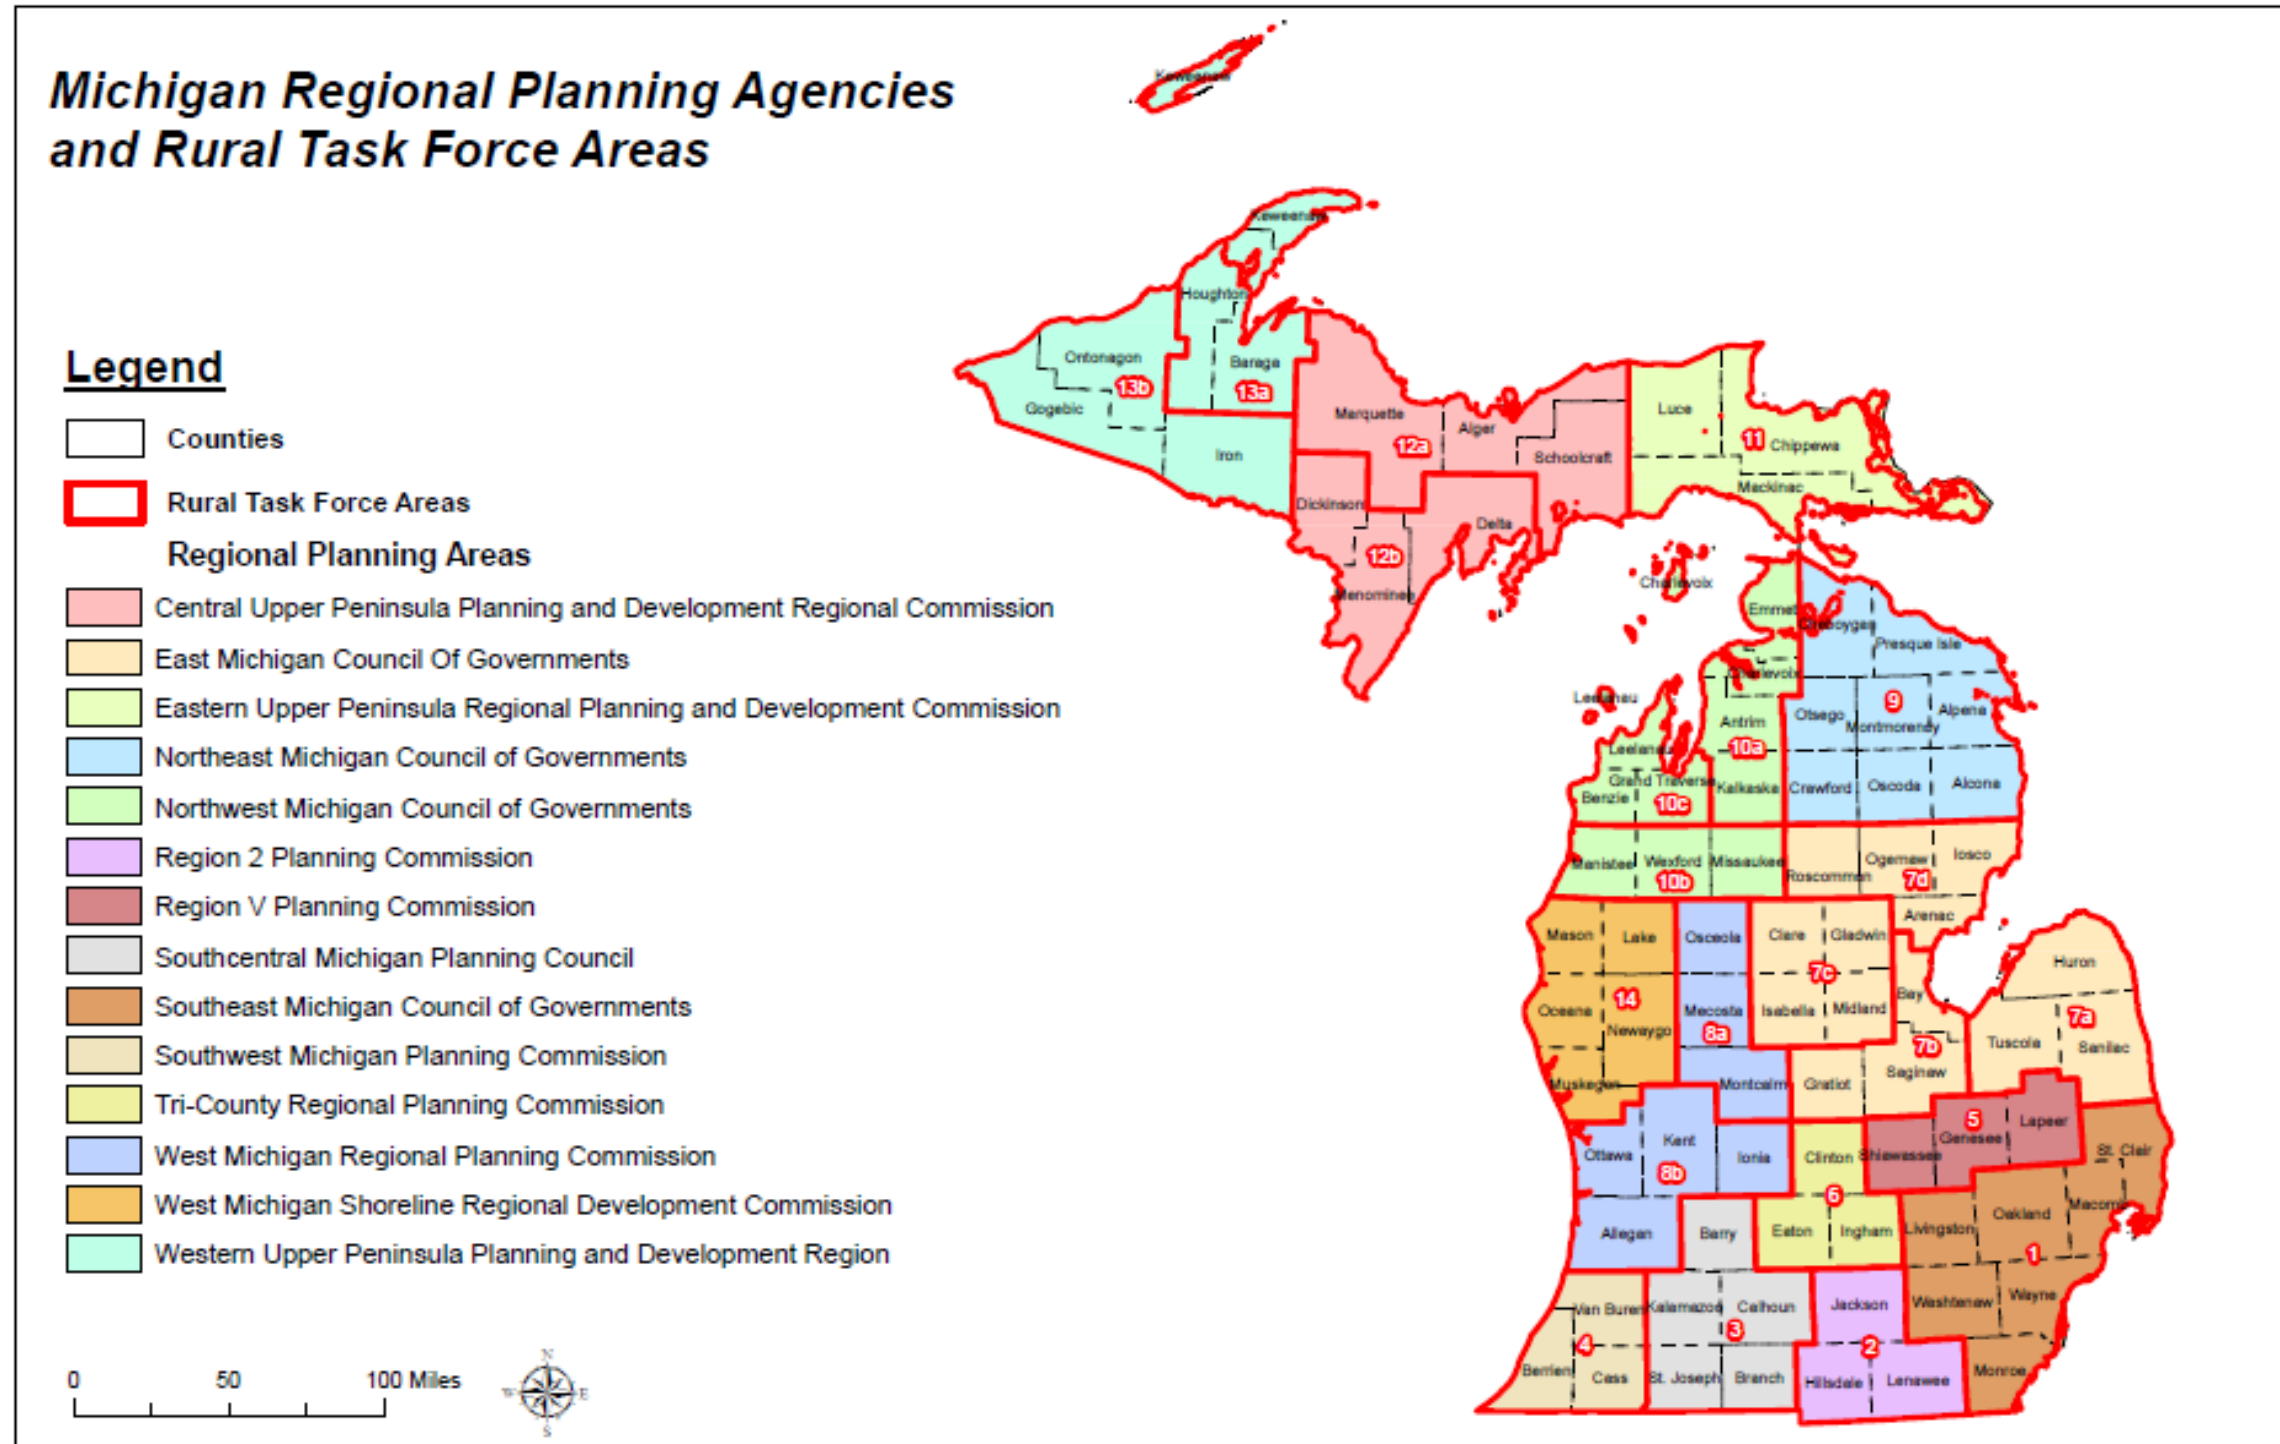 Michigan Regional Planning Agencies
and Rural Task Force Areas
Legend
Counties
Rural Task Force Areas
Regional Planning Areas
Central Upper Peninsula Planning and Development Regional Commission
East Michigan Council Of Governments
Eastern Upper Peninsula Regional Planning and Development Commission
Northeast Michigan Council of Governments
Northwest Michigan Council of Governments
Region 2 Planning Commission
Region V Planning Commission
Southcentral Michigan Planning Council
Southeast Michigan Council of Governments
Southwest Michigan Planning Commission
Tri-County Regional Planning Commission
West Michigan Regional Planning Commission
West Michigan Shoreline Regional Development Commission
Western Upper Peninsula Planning and Development Region
0 50 100 Miles
N
W E
S
Keweenaw
Keweenaw
Houghton
Ontonagon
Baraga
13b
13a
Gogebic
Iron
Marquette
12a
Alger
Schoolcraft
Luce
11
Chippewa
Mackinac
Dickinson
Delta
12b
Menominee
Charlevoix
Emmet
Cheboygan
Presque Isle
Charlevoix
Leelanau
Antrim
10a
Otsego
9
Montmorency
Alpena
Leelanau
Grand Traverse
Benzie
10c
Kalkaska
Crawford
Oscoda
Alcona
Manistee
Wexford
Missaukee
10b
Roscommon
Ogemaw
Iosco
7d
Arenac
Mason
Lake
Osceola
Clare
Gladwin
7c
Huron
Oceana
14
Newaygo
Mecosta
8a
Isabella
Midland
Bay
7a
Tuscola
Sanilac
7b
Muskegon
Montcalm
Gratiot
Saginaw
5
Lapeer
Genesee
Shiawassee
St. Clair
Ottawa
Kent
8b
Ionia
Clinton
6
Allegan
Barry
Eaton
Ingham
Livingston
Oakland
Macomb
1
Van Buren
Kalamazoo
Calhoun
Jackson
Washtenaw
Wayne
4
3
2
Berrien
Cass
St. Joseph
Branch
Hillsdale
Lenawee
Monroe